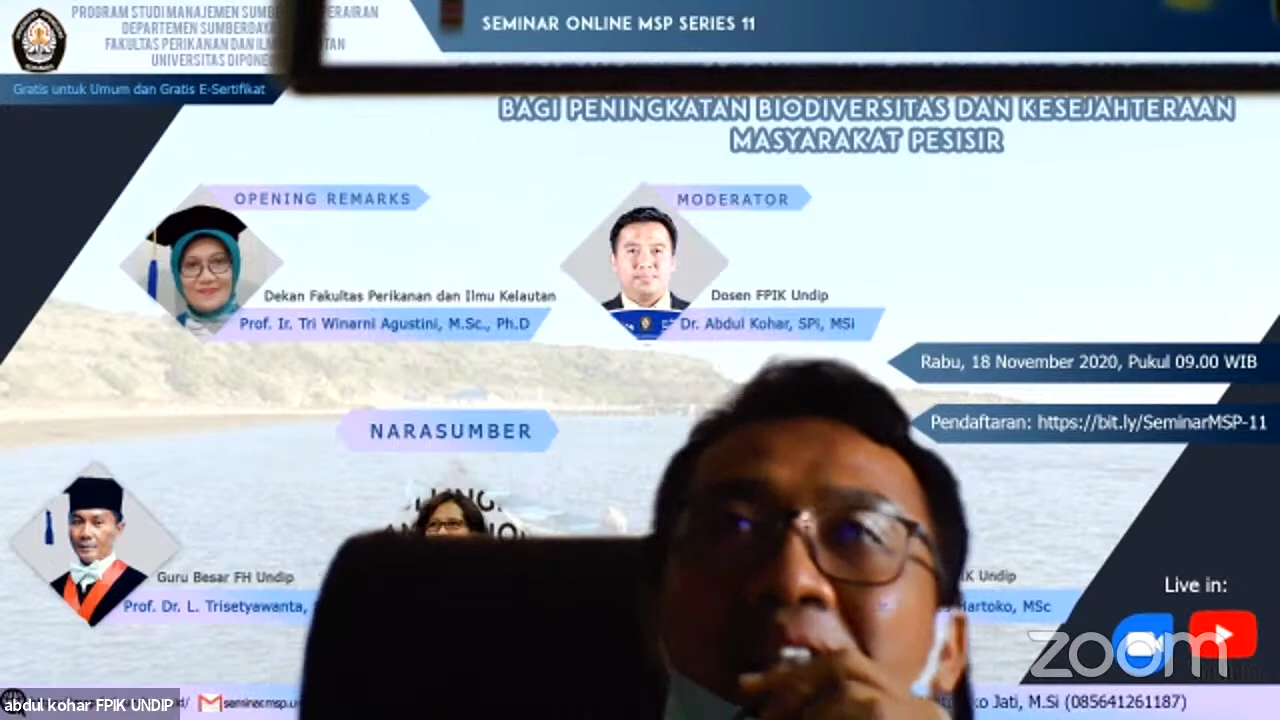 PROGRAM STUDI MANAJEMEN SUMBE ERAIRAN
DEPARTEMEN SUMBERDAY
FAKULTAS PERIKANAN DAN ILM UTAN
UNIVERSITAS DIPONE
Gratis untuk Umum dan Gratis E-Sertifikat
SEMINAR ONLINE MSP SERIES 11
BAGI PENINGKATAN BIODIVERSITAS DAN KESEJAHTERAAN
MASYARAKAT PESISIR
OPENING REMARKS
Dekan Fakultas Perikanan dan Ilmu Kelautan
Prof. Ir. Tri Winarni Agustini, M.Sc., Ph.D
MODERATOR
Dosen FPIK Undip
Dr. Abdul Kohar, SPi, MSi
Rabu, 18 November 2020, Pukul 09.00 WIB
Pendaftaran: https://bit.ly/SeminarMSP-11
NARASUMBER
Guru Besar FH Undip
Prof. Dr. L. Trisetyawanta,
IK Undip
Hartoko, MSc
Live in:
zoom
seminar.msp.u
ko Jati, M.Si (085641261187)
abdul kohar FPIK UNDIP